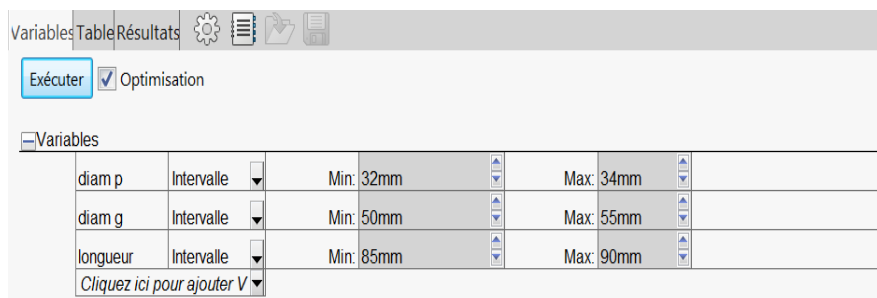 Variables Table Résultats
Exécuter Optimisation
Variables
diam p Intervalle Min: 32mm Max: 34mm
diam g Intervalle Min: 50mm Max: 55mm
longueur Intervalle Min: 85mm Max: 90mm
Cliquez ici pour ajouter V